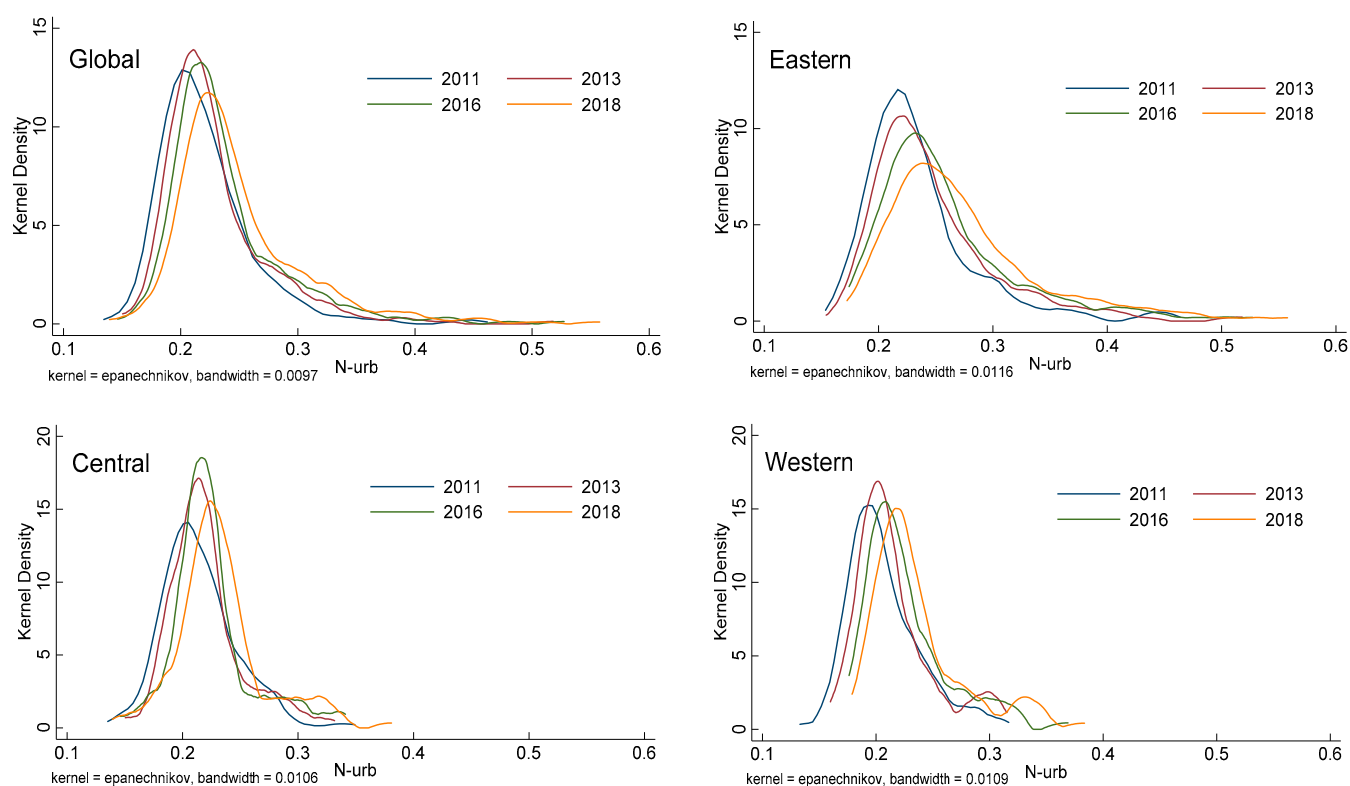 Global
2011 2013
2016 2018
Kernel Density
15
10
5
0
0.1 0.2 0.3 0.4 0.5 0.6
N-urb
kernel = epanechnikov, bandwidth = 0.0097
Eastern
2011 2013
2016 2018
Kernel Density
15
10
5
0
0.1 0.2 0.3 0.4 0.5 0.6
N-urb
kernel = epanechnikov, bandwidth = 0.0116
Central
2011 2013
2016 2018
Kernel Density
20
15
10
5
0
0.1 0.2 0.3 0.4 0.5 0.6
N-urb
kernel = epanechnikov, bandwidth = 0.0106
Western
2011 2013
2016 2018
Kernel Density
20
15
10
5
0
0.1 0.2 0.3 0.4 0.5 0.6
N-urb
kernel = epanechnikov, bandwidth = 0.0109